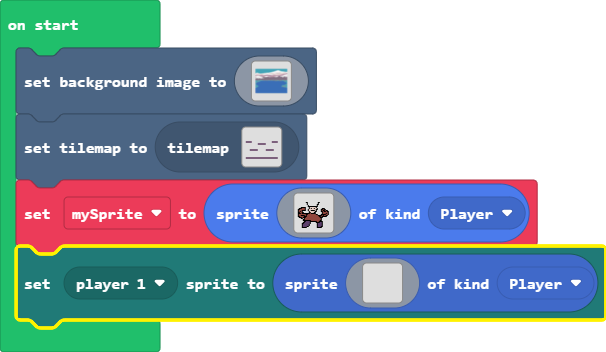 on start
set background image to
set tilemap to tilemap
set mySprite to sprite of kind Player
set player 1 sprite to sprite of kind Player